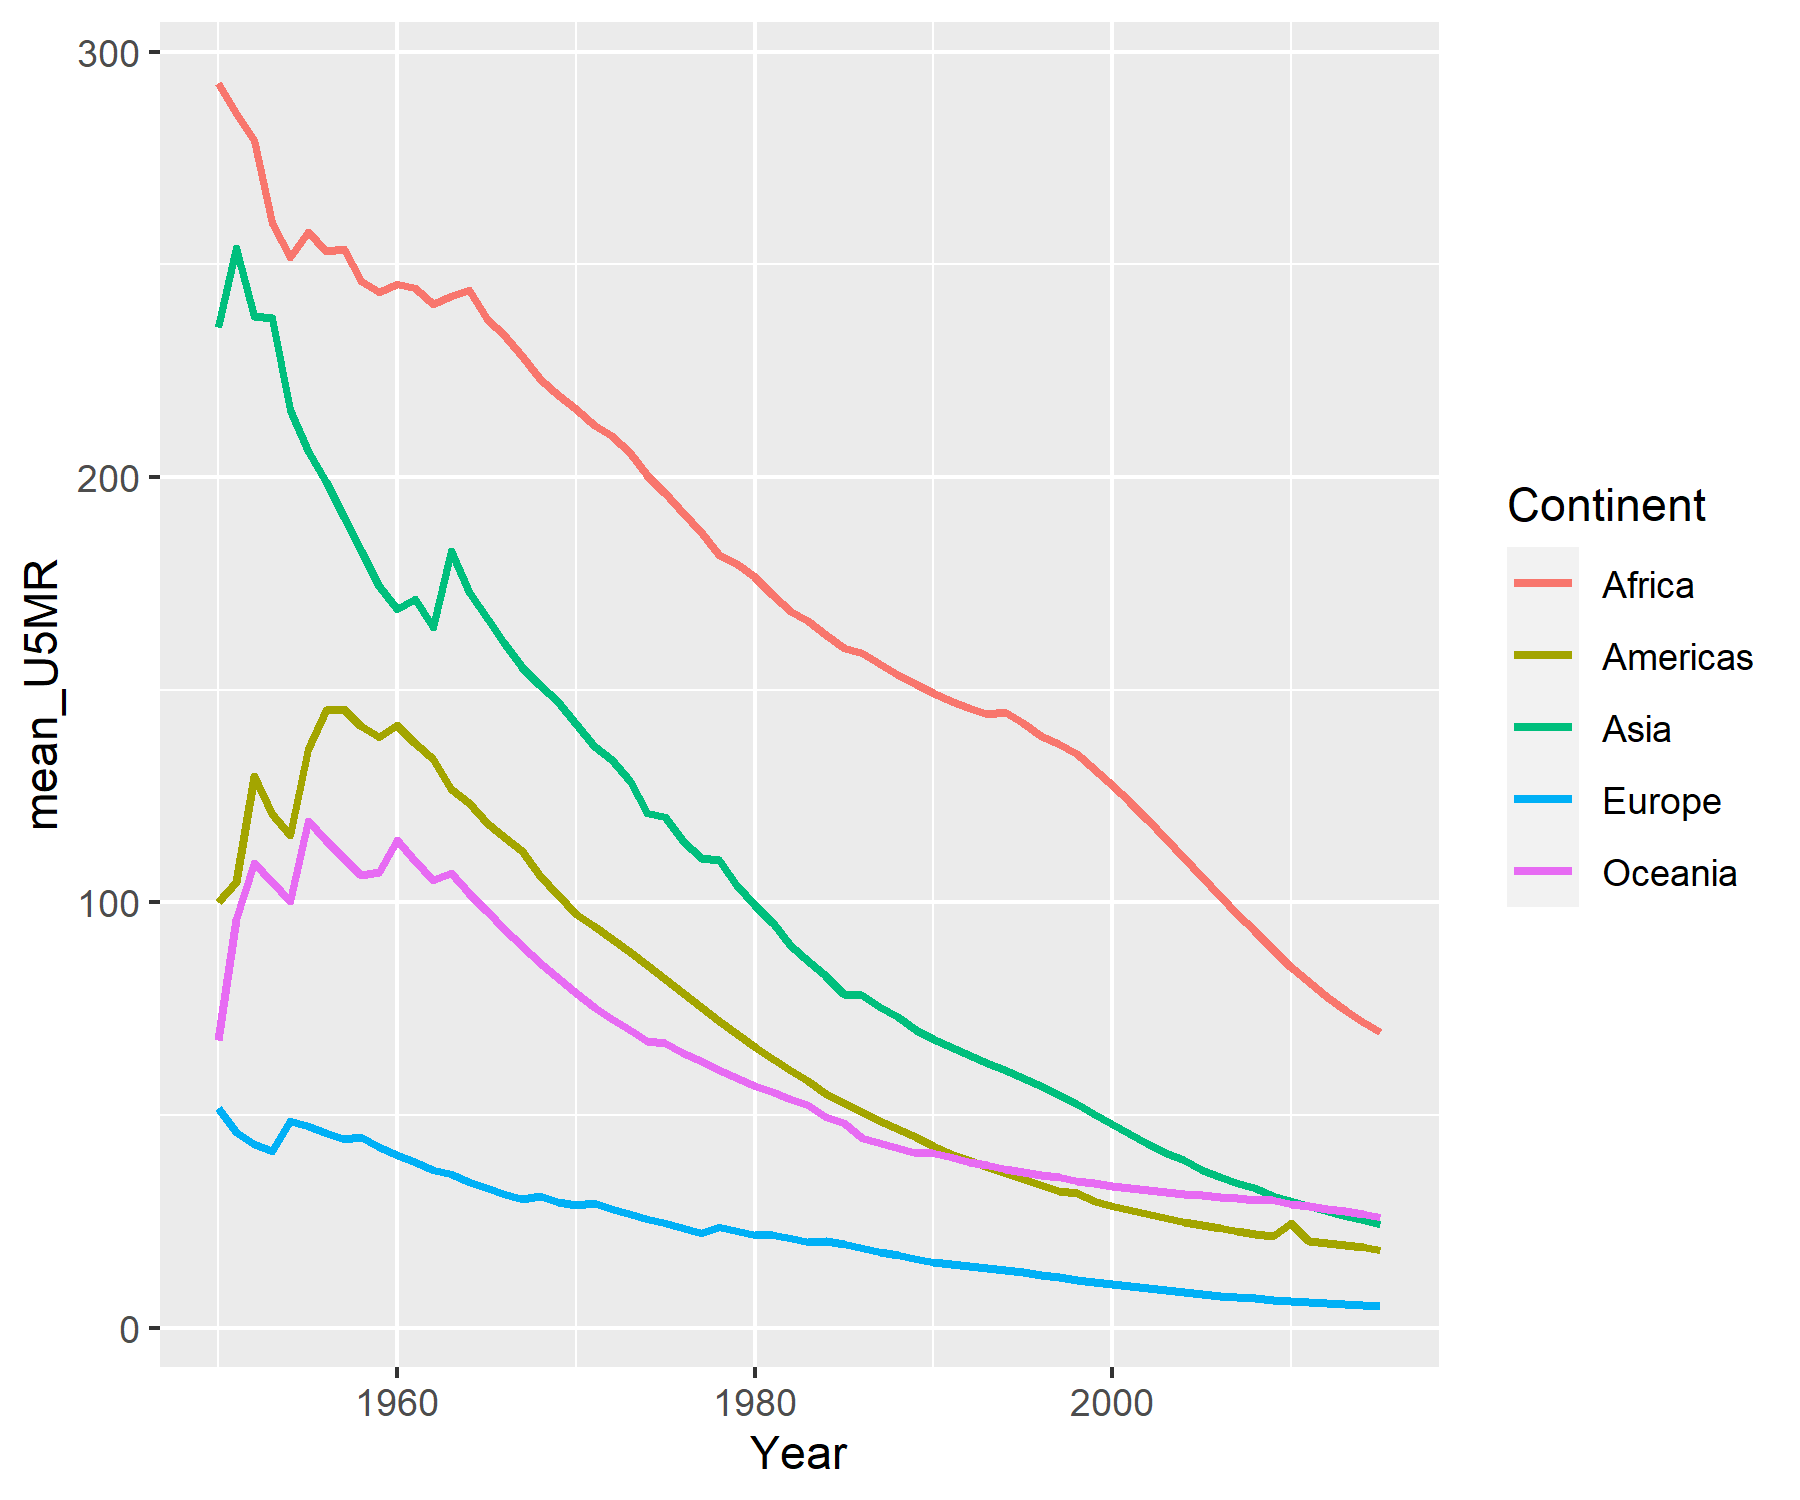 300
200
100
0
mean_U5MR
1960 1980 2000
Year
Continent
Africa
Americas
Asia
Europe
Oceania